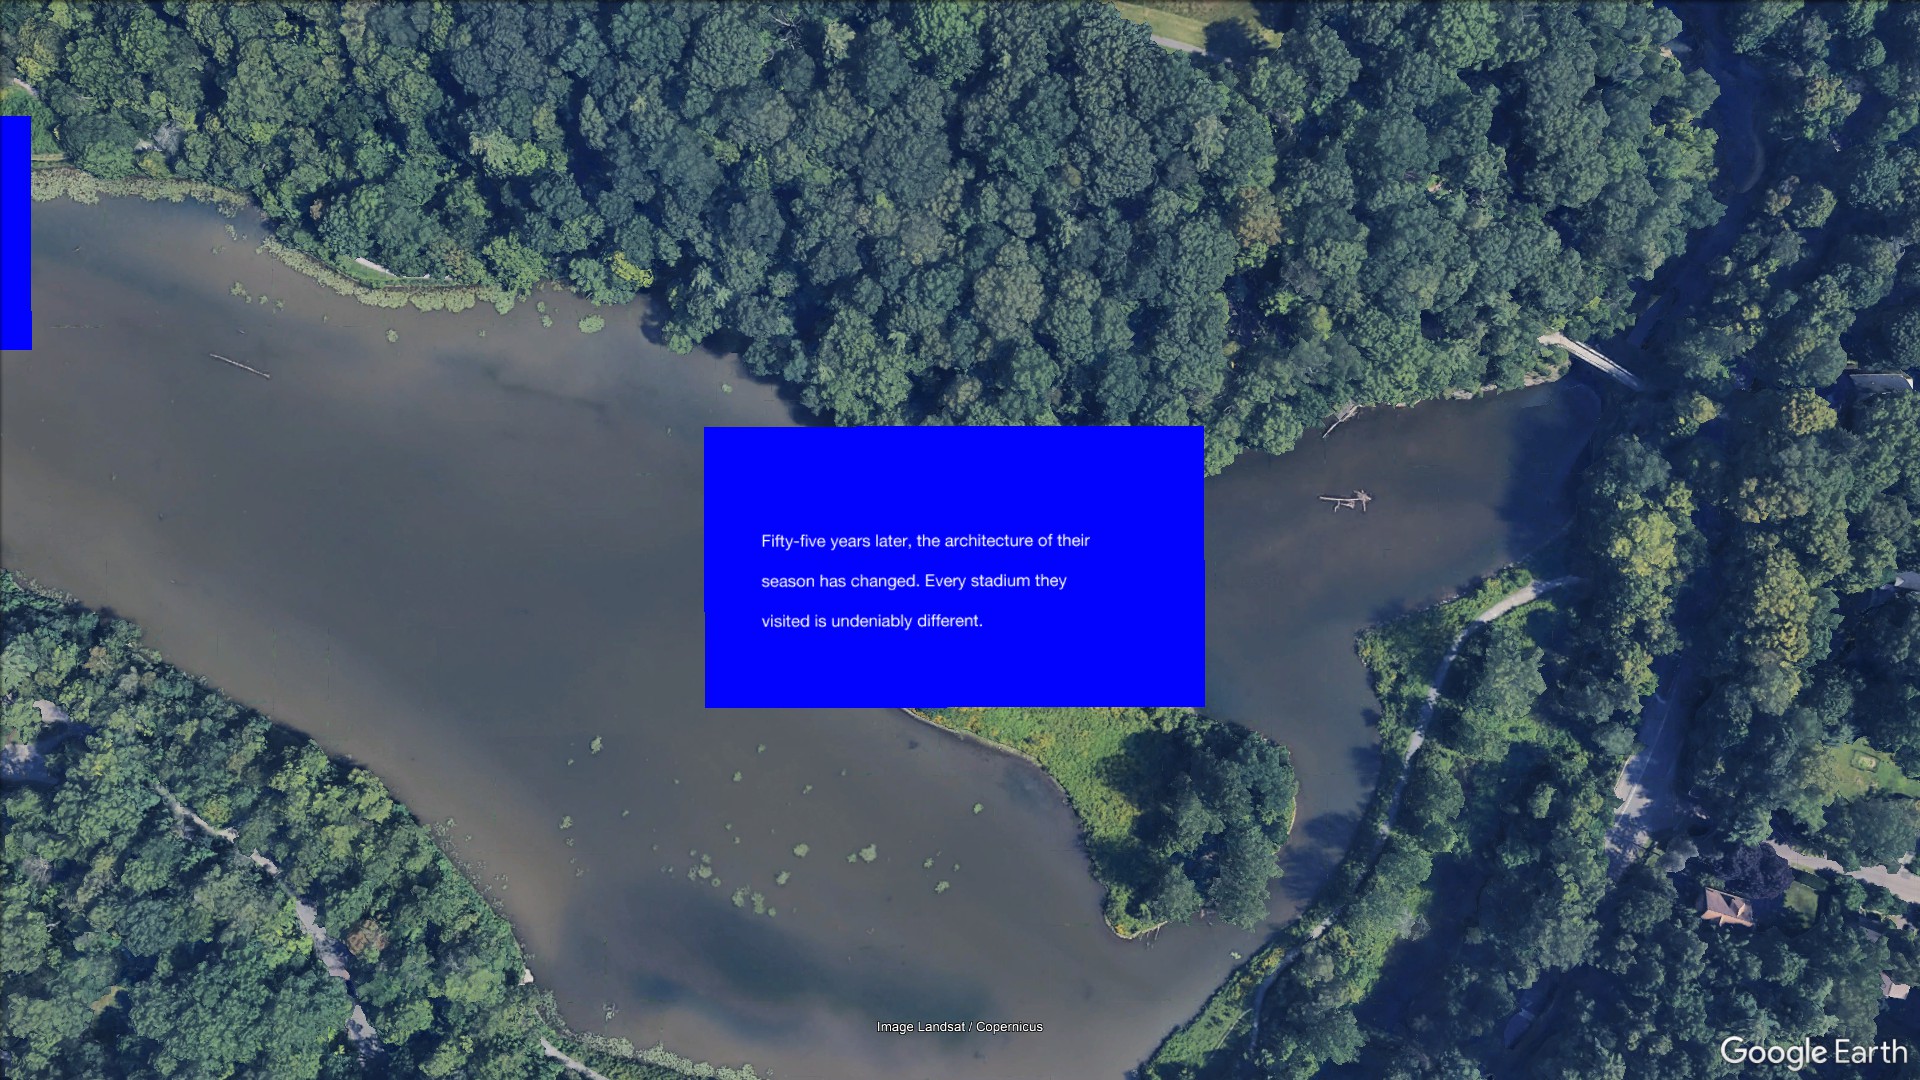 Fifty-five years later, the architecture of their
season has changed. Every stadium they
visited is undeniably different.
Image Landsat / Copernicus
Google Earth